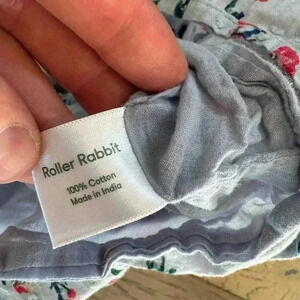 Roller Rabbit
100% Cotton
Made in India